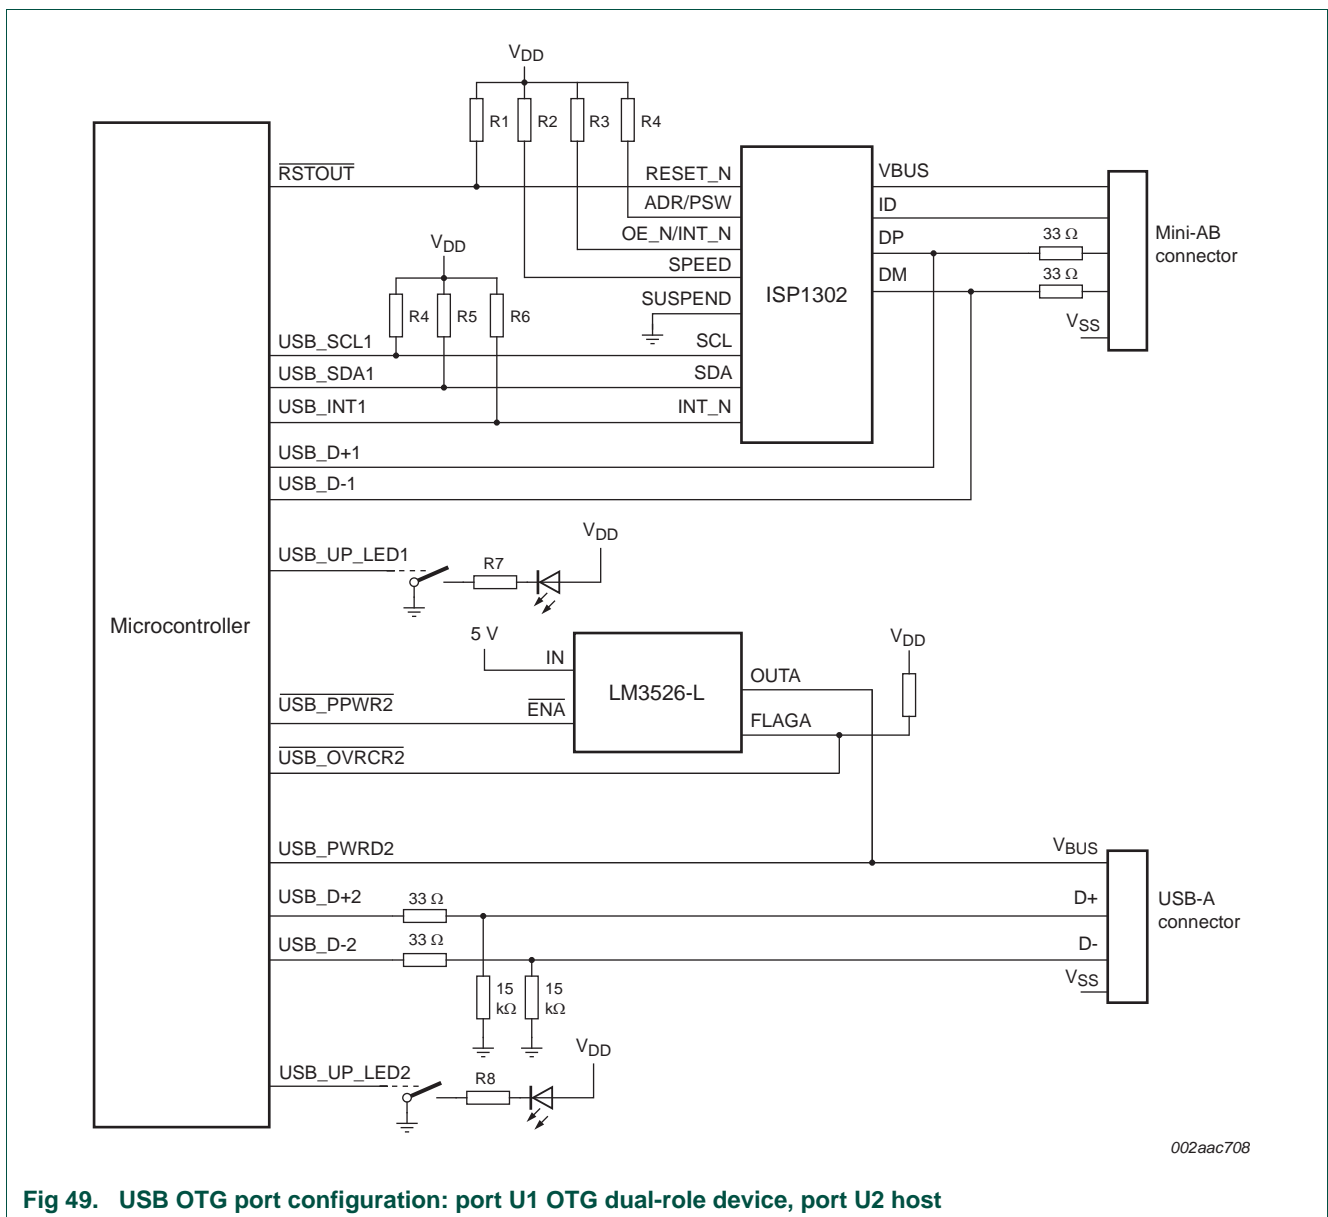 VDD
R1 R2 R3 R4
RSTOUT RESET_N VBUS
ADR/PSW ID
OE_N/INT_N DP 33 Ω Mini-AB
connector
VDD SPEED DM 33 Ω
SUSPEND ISP1302
R4 R5 R6 VSS
USB_SCL1 SCL
USB_SDA1 SDA
USB_INT1 INT_N
USB_D+1
USB_D-1
VDD
USB_UP_LED1
R7
Microcontroller
5 V VDD
IN OUTA
LM3526-L
USB_PPWR2 ENA FLAGA
USB_OVRCR2
USB_PWRD2 VBUS
USB_D+2 33 Ω D+ USB-A
connector
USB_D-2 33 Ω D-
VSS
15 15
kΩ kΩ
VDD
USB_UP_LED2 R8
002aac708
Fig 49. USB OTG port configuration: port U1 OTG dual-role device, port U2 host